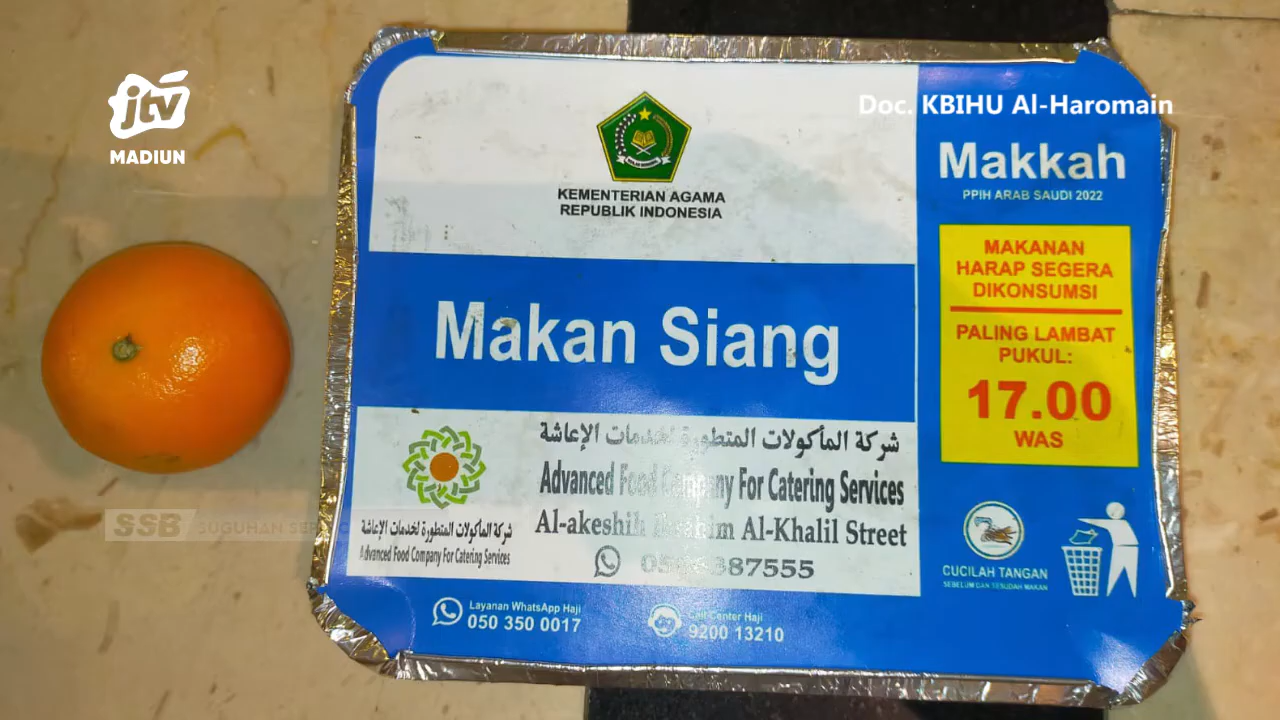 jtv
MADIUN
Doc. KBIHU Al-Haromain
KEMENTERIAN AGAMA
REPUBLIK INDONESIA
Makkah
PPIH ARAB SAUDI 2022
MAKANAN
HARAP SEGERA
DIKONSUMSI
PALING LAMBAT
PUKUL:
17.00
WAS
Makan Siang
شركة المأكولات المتطورة لخدمات الإعاشة
Advanced Food Company For Catering Services
Al-akeshih Ibrahim Al-Khalil Street
387555
شركة المأكولات المتطورة لخدمات الإعاشة
Advanced Food Company For Catering Services
CUCILAH TANGAN
SEBELUM DAN SESUDAH MAKAN
Layanan WhatsApp Haji
050 350 0017
Call Center Haji
9200 13210
SSB SUGUHAN